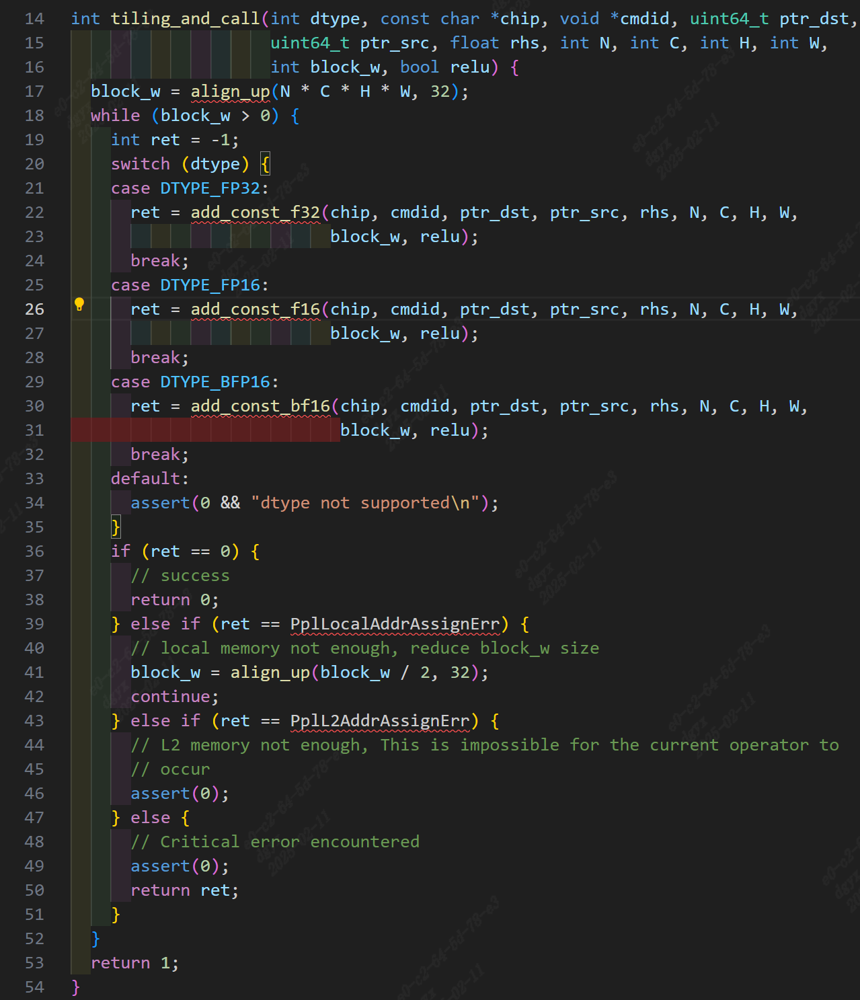 14 int tiling_and_call(int dtype, const char *chip, void *cmdid, uint64_t ptr_dst,
15 uint64_t ptr_src, float rhs, int N, int C, int H, int W,
16 int block_w, bool relu) {
17 block_w = align_up(N * C * H * W, 32);
18 while (block_w > 0) {
19 int ret = -1;
20 switch (dtype) {
21 case DTYPE_FP32:
22 ret = add_const_f32(chip, cmdid, ptr_dst, ptr_src, rhs, N, C, H, W,
23 block_w, relu);
24 break;
25 case DTYPE_FP16:
26 ret = add_const_f16(chip, cmdid, ptr_dst, ptr_src, rhs, N, C, H, W,
27 block_w, relu);
28 break;
29 case DTYPE_BFP16:
30 ret = add_const_bf16(chip, cmdid, ptr_dst, ptr_src, rhs, N, C, H, W,
31 block_w, relu);
32 break;
33 default:
34 assert(0 && "dtype not supported\n");
35 }
36 if (ret == 0) {
37 // success
38 return 0;
39 } else if (ret == PplLocalAddrAssignErr) {
40 // local memory not enough, reduce block_w size
41 block_w = align_up(block_w / 2, 32);
42 continue;
43 } else if (ret == PplL2AddrAssignErr) {
44 // L2 memory not enough, This is impossible for the current operator to
45 // occur
46 assert(0);
47 } else {
48 // Critical error encountered
49 assert(0);
50 return ret;
51 }
52 }
53 return 1;
54 }